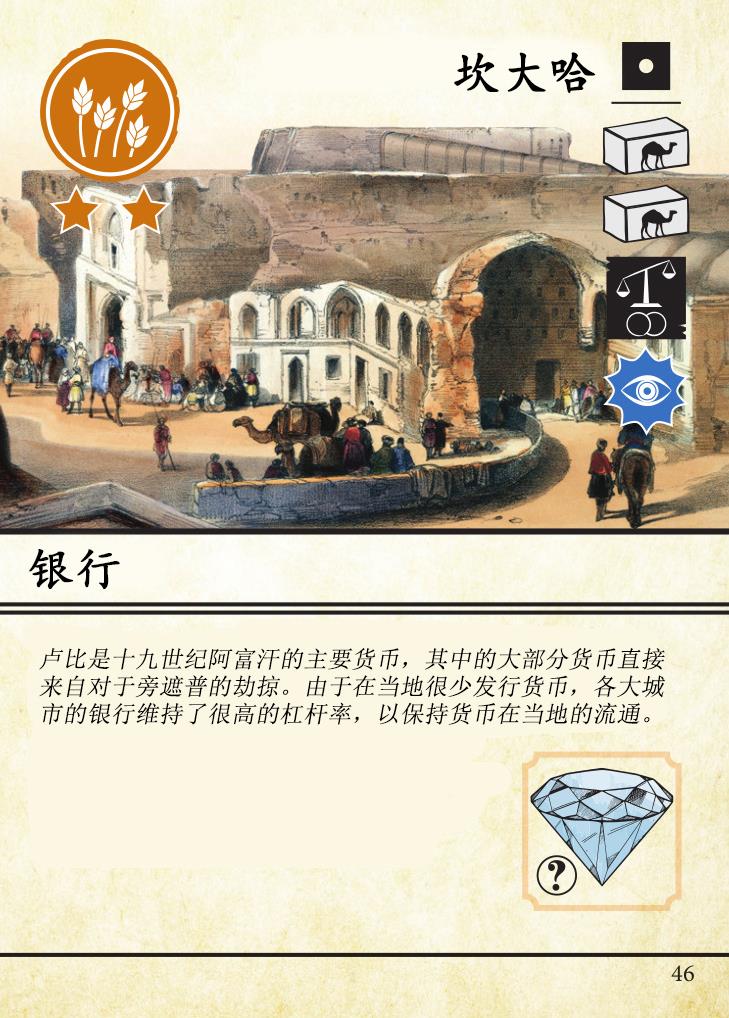 坎大哈
银行
卢比是十九世纪阿富汗的主要货币，其中的大部分货币直接
来自对于旁遮普的劫掠。由于在当地很少发行货币，各大城
市的银行维持了很高的杠杆率，以保持货币在当地的流通。
?
46